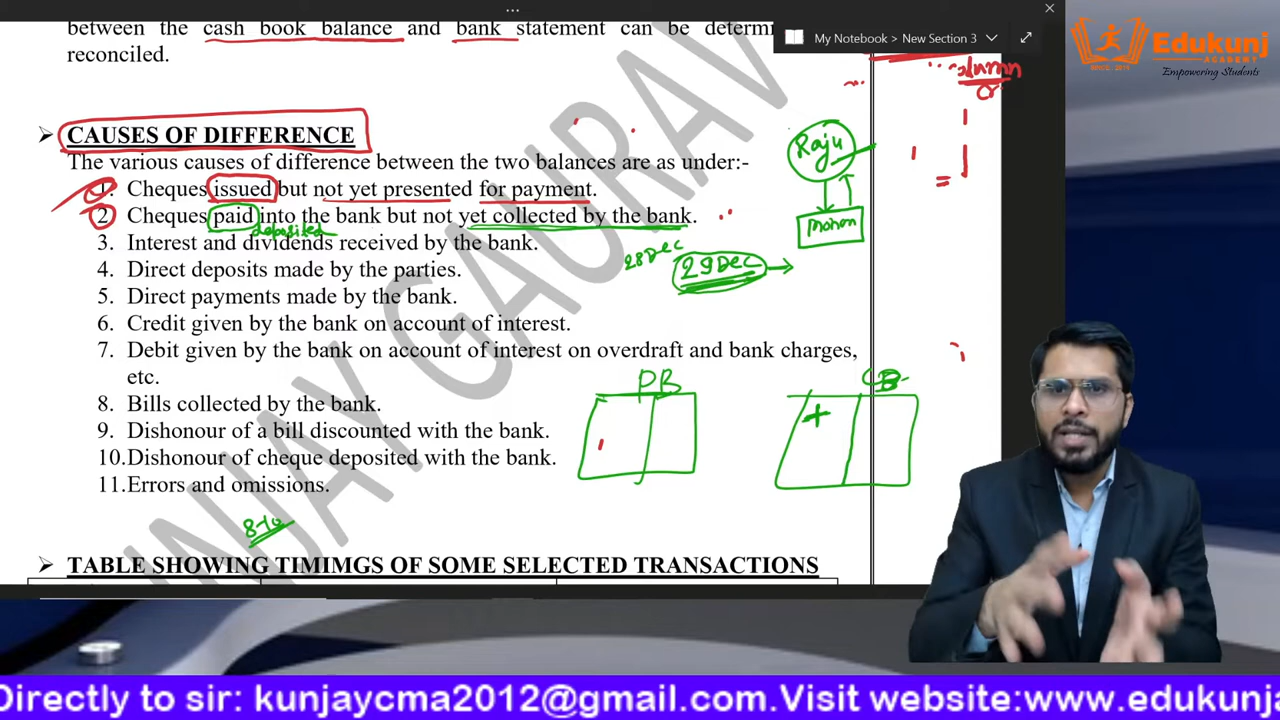 between the cash book balance and bank statement can be
reconciled.
My Notebook > New Section 3
Edukunj
ACADEMY
Empowering Students
➢ CAUSES OF DIFFERENCE
The various causes of difference between the two balances are as under:-
1. Cheques issued but not yet presented for payment.
2 Cheques paid into the bank but not yet collected by the bank.
deposited
3. Interest and dividends received by the bank.
4. Direct deposits made by the parties.
5. Direct payments made by the bank.
6. Credit given by the bank on account of interest.
7. Debit given by the bank on account of interest on overdraft and bank charges,
etc.
8. Bills collected by the bank.
9. Dishonour of a bill discounted with the bank.
10.Dishonour of cheque deposited with the bank.
11.Errors and omissions.
Raju
Mohan
28 Dec
29 Dec
PB
CB
+
8-10
➢ TABLE SHOWING TIMIMGS OF SOME SELECTED TRANSACTIONS
UNJAY GAURAV
Directly to sir: kunjaycma2012@gmail.com.Visit website:www.edukunj